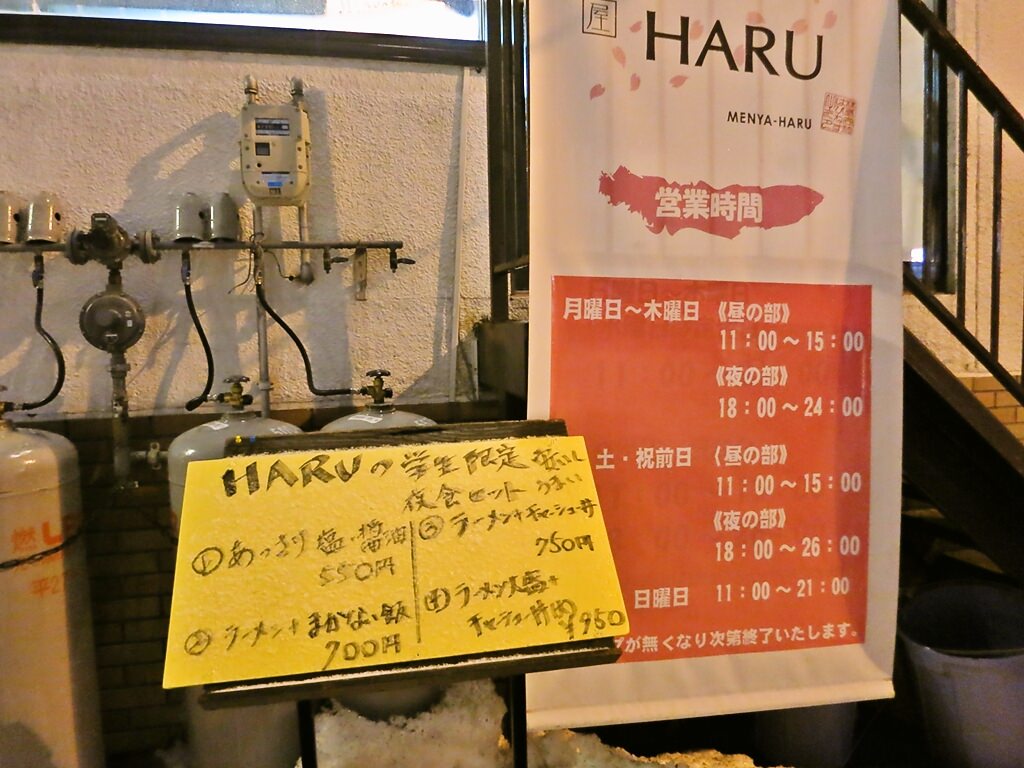 屋 HARU
MENYA-HARU
営業時間
月曜日～木曜日 《昼の部》
11：00～15：00
《夜の部》
18：00～24：00
土・祝前日 《昼の部》
11：00～15：00
《夜の部》
18：00～26：00
日曜日 11：00～21：00
プが無くなり次第終了いたします。
HARUの学生限定 安いし
夜食セット うまい
① あっさり 塩・醤油
550円
② ラーメン+まかない飯
700円
③ ラーメン+チャーシュー丼
750円
④ ラーメン大馬+
チャーシュー丼
¥950
燃